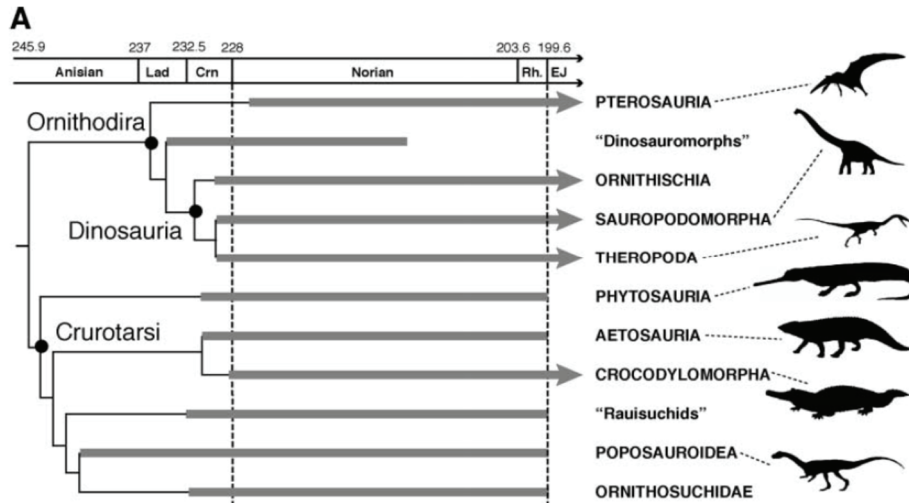 A
245.9 237 232.5 228 203.6 199.6
Anisian Lad Crn Norian Rh. EJ
PTEROSAURIA
Ornithodira
"Dinosauromorphs"
ORNITHISCHIA
SAUROPODOMORPHA
Dinosauria
THEROPODA
PHYTOSAURIA
Crurotarsi
AETOSAURIA
CROCODYLOMORPHA
"Rauisuchids"
POPOSAUROIDEA
ORNITHOSUCHIDAE